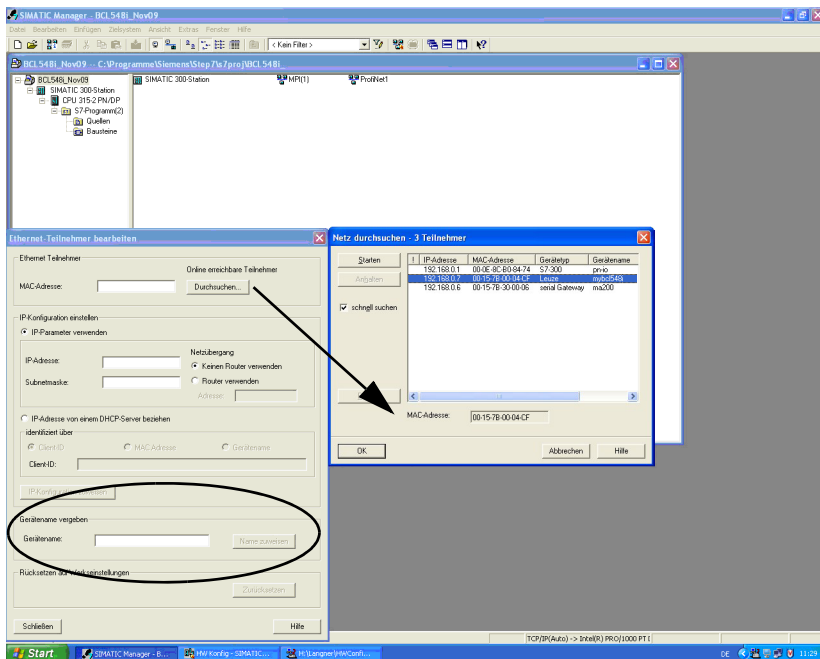 SIMATIC Manager - BCL548i_Nov09
Datei Bearbeiten Einfügen Zielsystem Ansicht Extras Fenster Hilfe
< Kein Filter >
BCL548i_Nov09 -- C:\Programme\Siemens\Step7\s7proj\BCL548i_
BCL548i_Nov09
SIMATIC 300-Station
CPU 315-2 PN/DP
S7-Programm(2)
Quellen
Bausteine
SIMATIC 300-Station
MPI(1)
ProfiNet1
Ethernet-Teilnehmer bearbeiten
Ethernet Teilnehmer
Online erreichbare Teilnehmer
MAC-Adresse:
Durchsuchen...
IP-Konfiguration einstellen
IP-Parameter verwenden
Netzübergang
IP-Adresse:
Keinen Router verwenden
Subnetmaske:
Router verwenden
Adresse:
IP-Adresse von einem DHCP-Server beziehen
identifiziert über
Client-ID
MAC-Adresse
Gerätename
Client-ID:
Gerätename vergeben
Gerätename:
Name zuweisen
Rücksetzen auf Werkseinstellungen
Zurücksetzen
Schließen
Hilfe
Netz durchsuchen - 3 Teilnehmer
Starten
Anhalten
schnell suchen
! IP-Adresse MAC-Adresse Gerätetyp Gerätename
192.168.0.1 00-0E-8C-B0-84-74 S7-300 pn-io
192.168.0.7 00-15-7B-00-04-CF Leuze mybcl548i
192.168.0.6 00-15-7B-30-00-06 serial Gateway ma200
MAC-Adresse:
00-15-7B-00-04-CF
OK
Abbrechen
Hilfe
TCP/IP(Auto) -> Intel(R) PRO/1000 PT
Start
SIMATIC Manager - B...
HW Konfig - SIMATIC...
H:\Langner\HWConfi...
DE
11:29